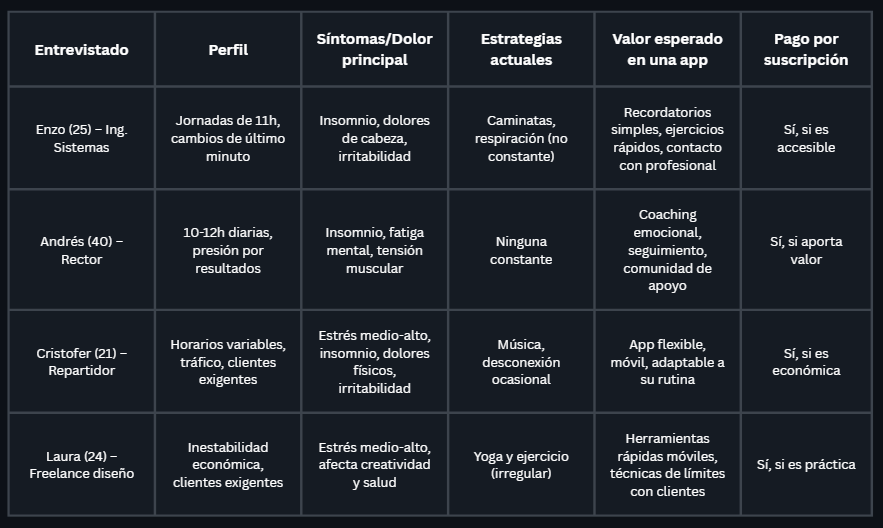 Entrevistado
Perfil
Síntomas/Dolor
principal
Estrategias
actuales
Valor esperado
en una app
Pago por
suscripción
Enzo (25) – Ing.
Sistemas
Jornadas de 11h,
cambios de último
minuto
Insomnio, dolores
de cabeza,
irritabilidad
Caminatas,
respiración (no
constante)
Recordatorios
simples, ejercicios
rápidos, contacto
con profesional
Sí, si es
accesible
Andrés (40) –
Rector
10-12h diarias,
presión por
resultados
Insomnio, fatiga
mental, tensión
muscular
Ninguna
constante
Coaching
emocional,
seguimiento,
comunidad de
apoyo
Sí, si aporta
valor
Cristofer (21) –
Repartidor
Horarios variables,
tráfico, clientes
exigentes
Estrés medio-alto,
insomnio, dolores
físicos,
irritabilidad
Música,
desconexión
ocasional
App flexible,
móvil, adaptable a
su rutina
Sí, si es
económica
Laura (24) –
Freelance diseño
Inestabilidad
económica,
clientes exigentes
Estrés medio-alto,
afecta creatividad
y salud
Yoga y ejercicio
(irregular)
Herramientas
rápidas móviles,
técnicas de límites
con clientes
Sí, si es práctica